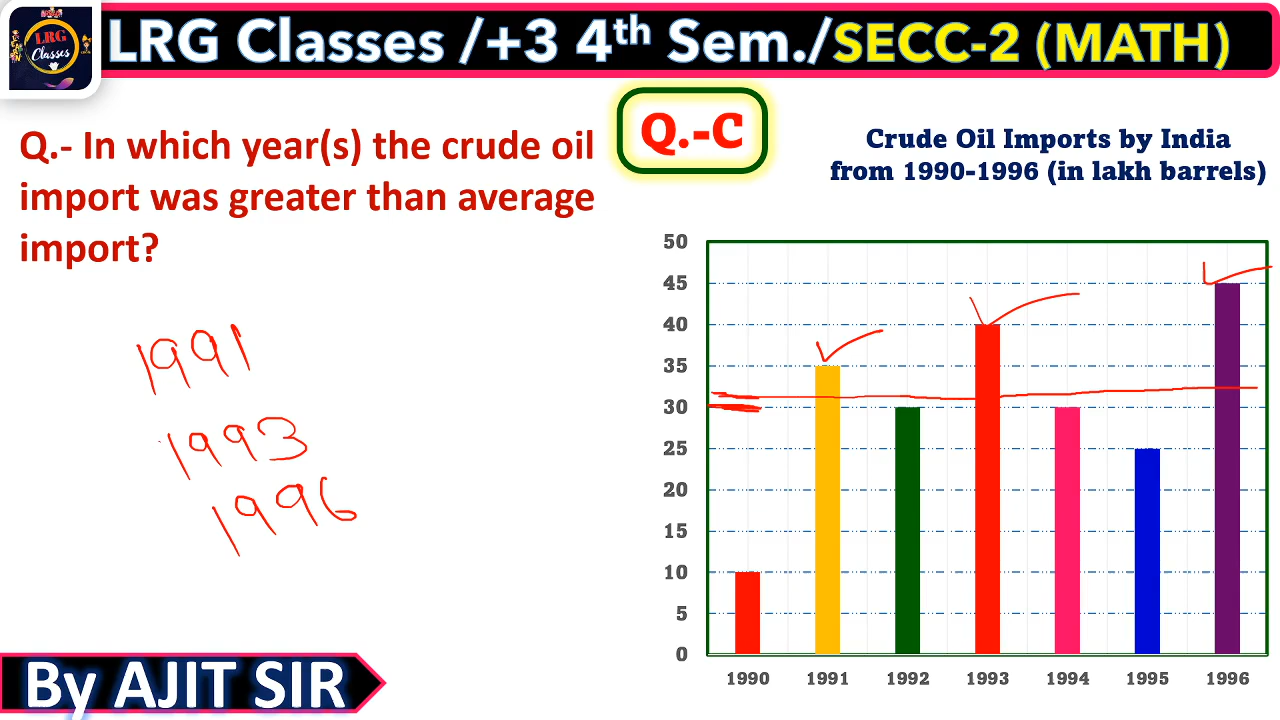 LRG
Classes
LRG Classes /+3 4th Sem./SECC-2 (MATH)
Q.- In which year(s) the crude oil
import was greater than average
import?
Q.-C
1991
1993
1996
Crude Oil Imports by India
from 1990-1996 (in lakh barrels)
50
45
40
35
30
25
20
15
10
5
0
1990 1991 1992 1993 1994 1995 1996
By AJIT SIR